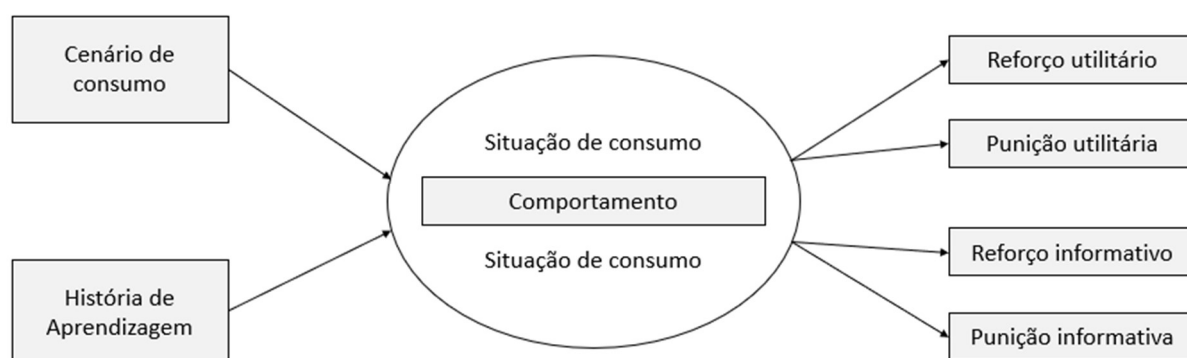 Cenário de
consumo
História de
Aprendizagem
Situação de consumo
Comportamento
Situação de consumo
Reforço utilitário
Punição utilitária
Reforço informativo
Punição informativa